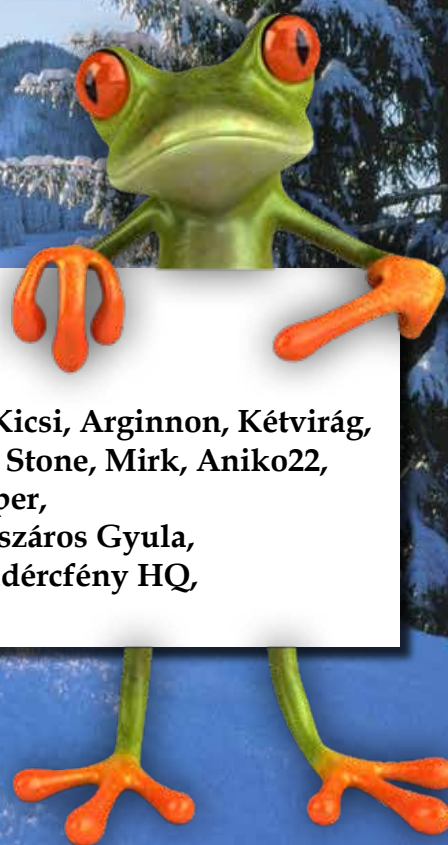 Kicsi, Arginnon, Kétvirág,
Stone, Mirk, Aniko22,
per,
száros Gyula,
dércfény HQ,